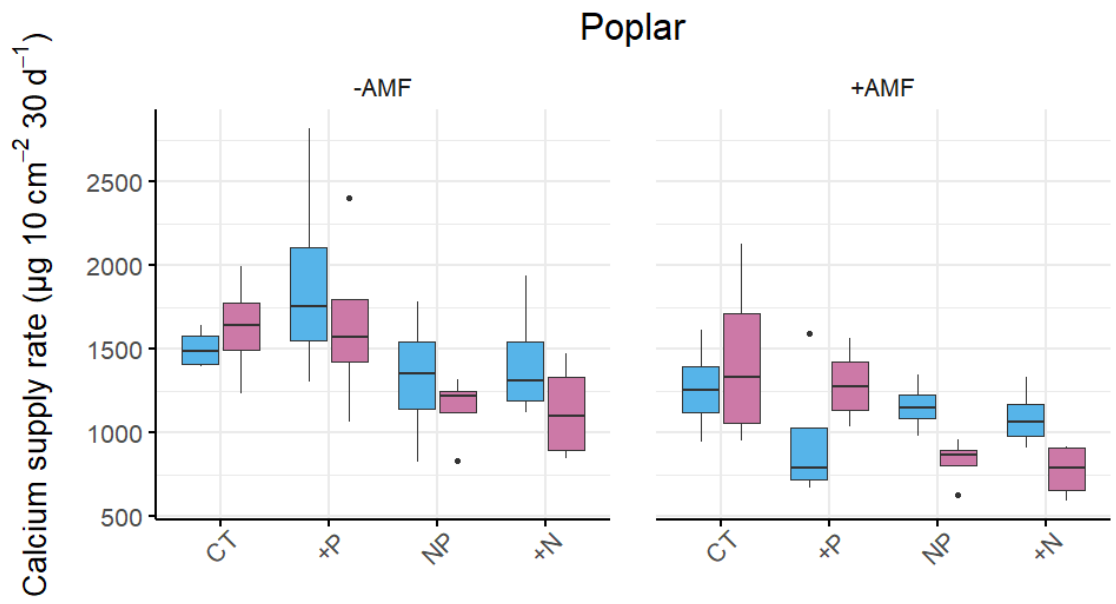 Poplar
-AMF
+AMF
Calcium supply rate (µg 10 cm⁻² 30 d⁻¹)
2500
2000
1500
1000
500
CT
+P
NP
+N
CT
+P
NP
+N